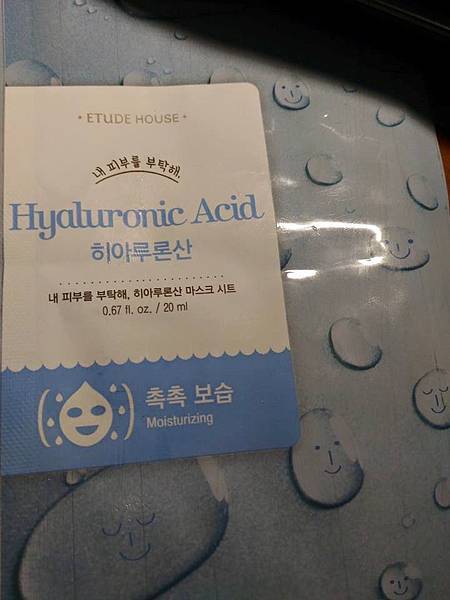 ETUDE HOUSE
내 피부를 부탁해.
Hyaluronic Acid
히아루론산
내 피부를 부탁해, 히아루론산 마스크 시트
0.67 fl. oz. / 20 ml
촉촉 보습
Moisturizing